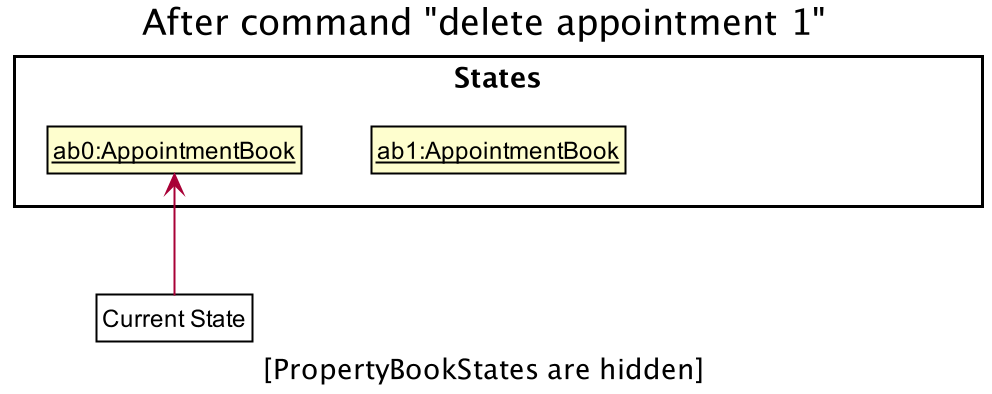 After command "delete appointment 1"
States
ab0:AppointmentBook
ab1:AppointmentBook
Current State
[PropertyBookStates are hidden]